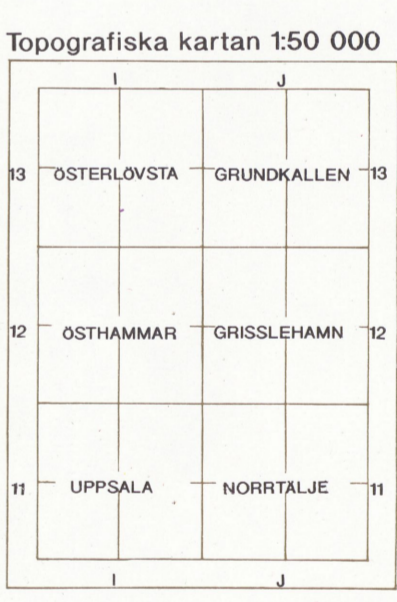 Topografiska kartan 1:50 000
I J
13 ÖSTERLÖVSTA GRUNDKALLEN 13
12 ÖSTHAMMAR GRISSLEHAMN 12
11 UPPSALA NORRTÄLJE 11
I J